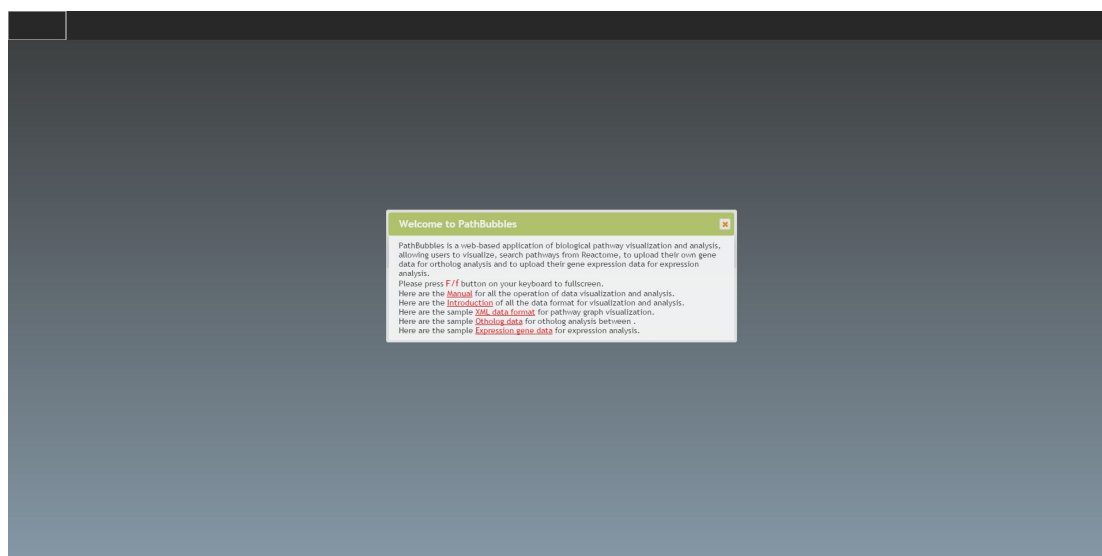 Welcome to PathBubbles
PathBubbles is a web-based application of biological pathway visualization and analysis,
allowing users to visualize, search pathways from Reactome, to upload their own gene
data for ortholog analysis and to upload their gene expression data for expression
analysis.
Please press F/f button on your keyboard to fullscreen.
Here are the Manual for all the operation of data visualization and analysis.
Here are the Introduction of all the data format for visualization and analysis.
Here are the sample XML data format for pathway graph visualization.
Here are the sample Otholog data for otholog analysis between .
Here are the sample Expression gene data for expression analysis.